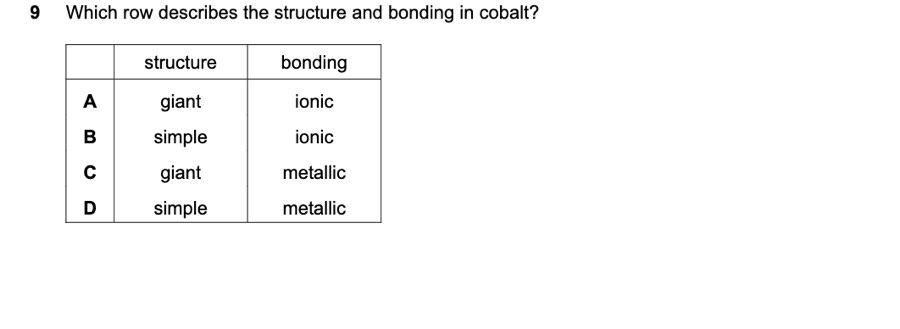 9 Which row describes the structure and bonding in cobalt?
structure bonding
A giant ionic
B simple ionic
C giant metallic
D simple metallic